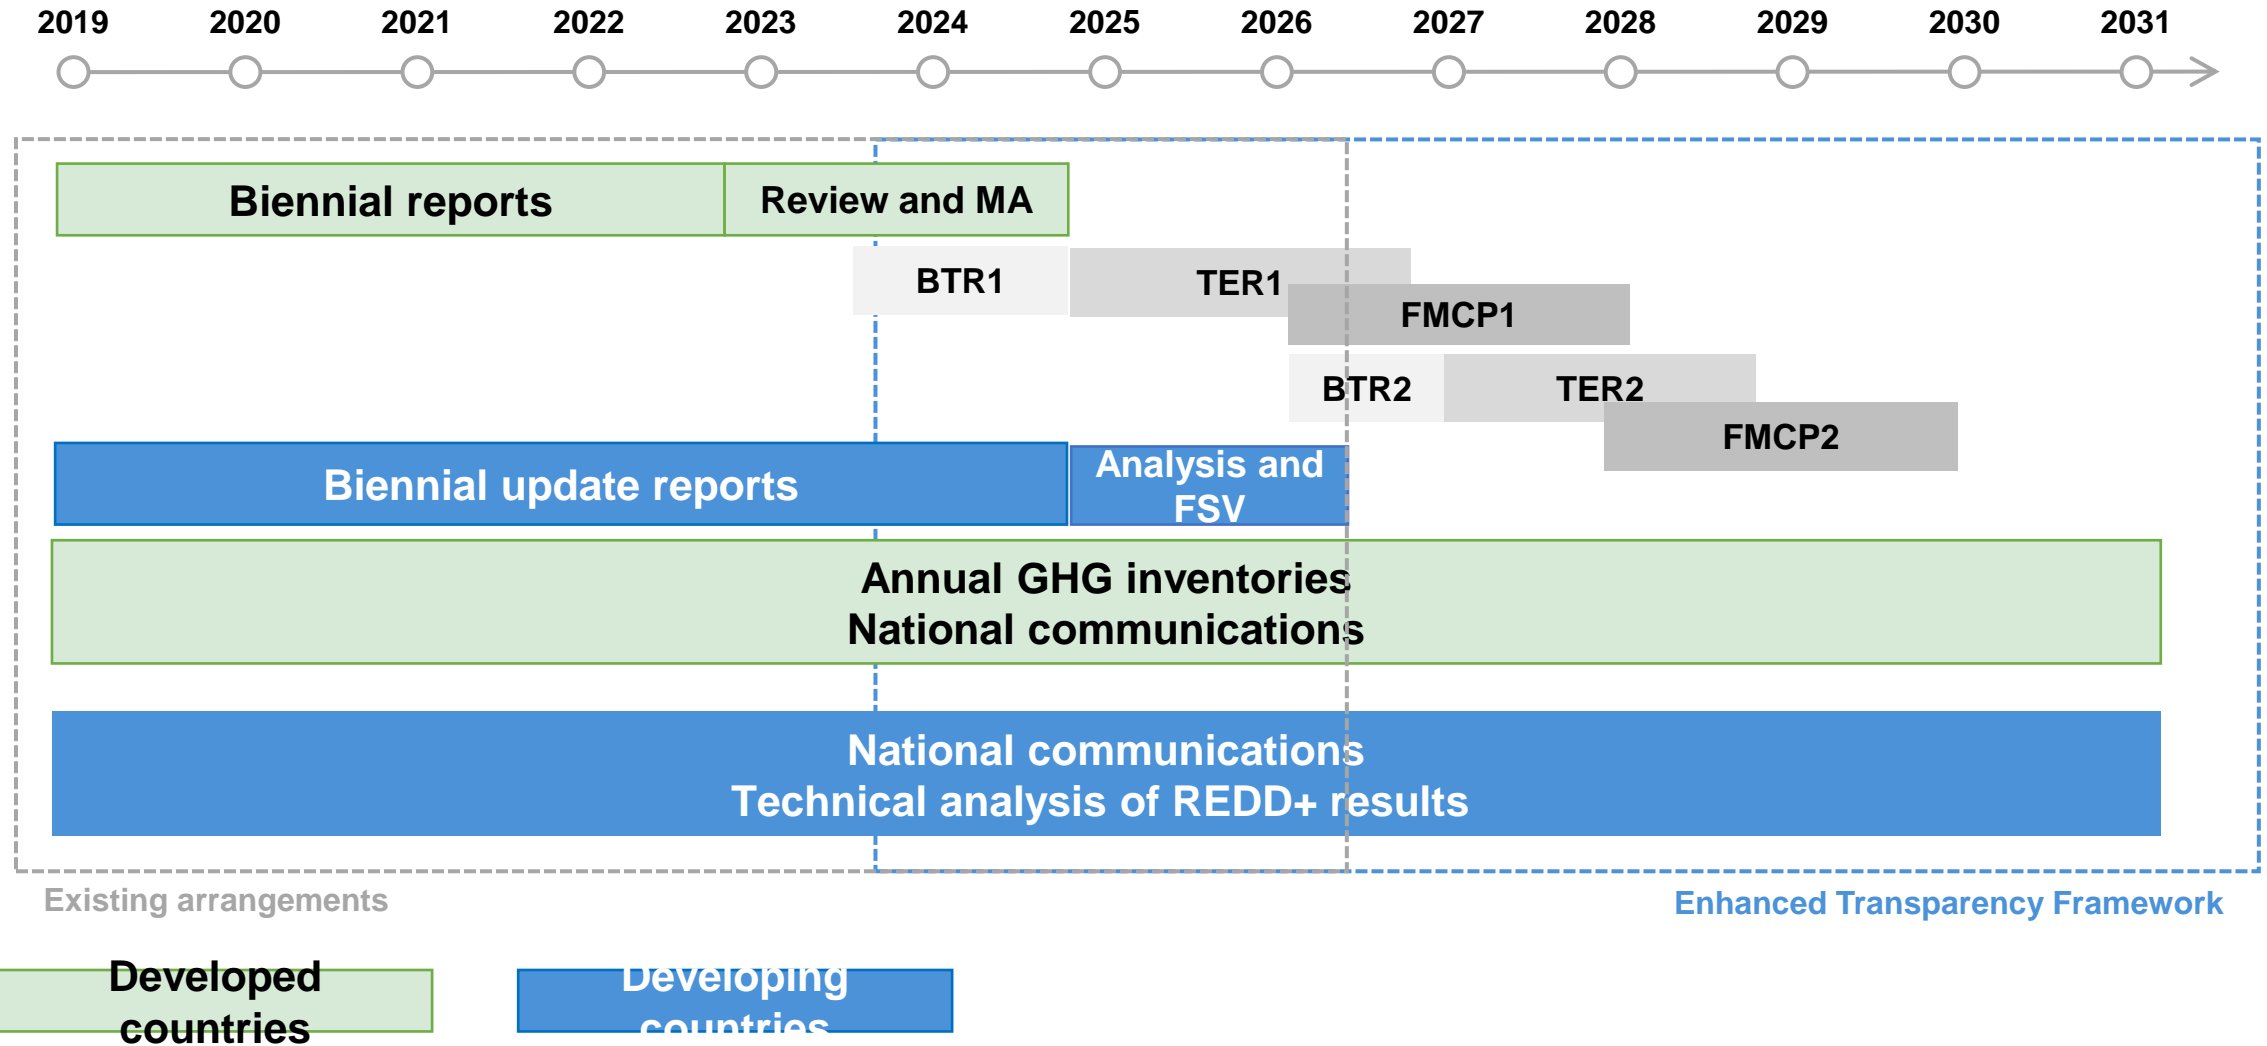 2019 2020 2021 2022 2023 2024 2025 2026 2027 2028 2029 2030 2031
Biennial reports
Review and MA
BTR1
TER1
FMCP1
BTR2
TER2
FMCP2
Biennial update reports
Analysis and
FSV
Annual GHG inventories
National communications
National communications
Technical analysis of REDD+ results
Existing arrangements
Enhanced Transparency Framework
Developed
countries
Developing
countries